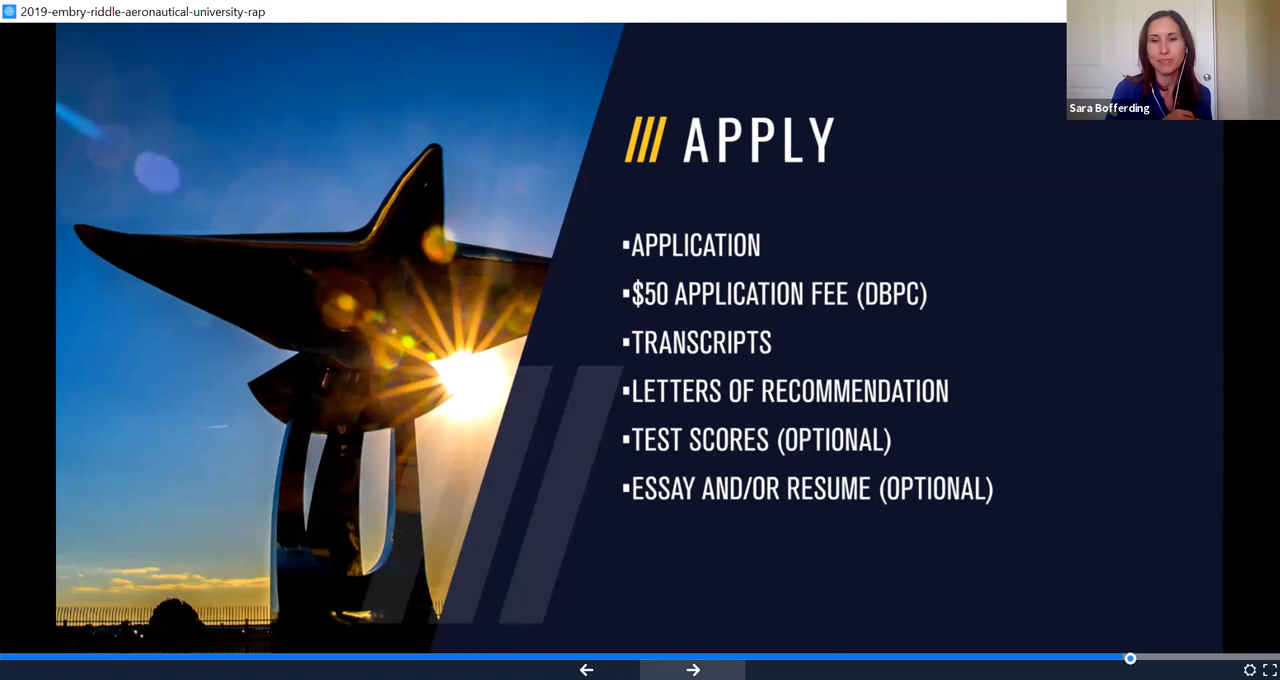 2019-embry-riddle-aeronautical-university-rap
Sara Bofferding
/// APPLY
▪APPLICATION
▪$50 APPLICATION FEE (DBPC)
▪TRANSCRIPTS
▪LETTERS OF RECOMMENDATION
▪TEST SCORES (OPTIONAL)
▪ESSAY AND/OR RESUME (OPTIONAL)